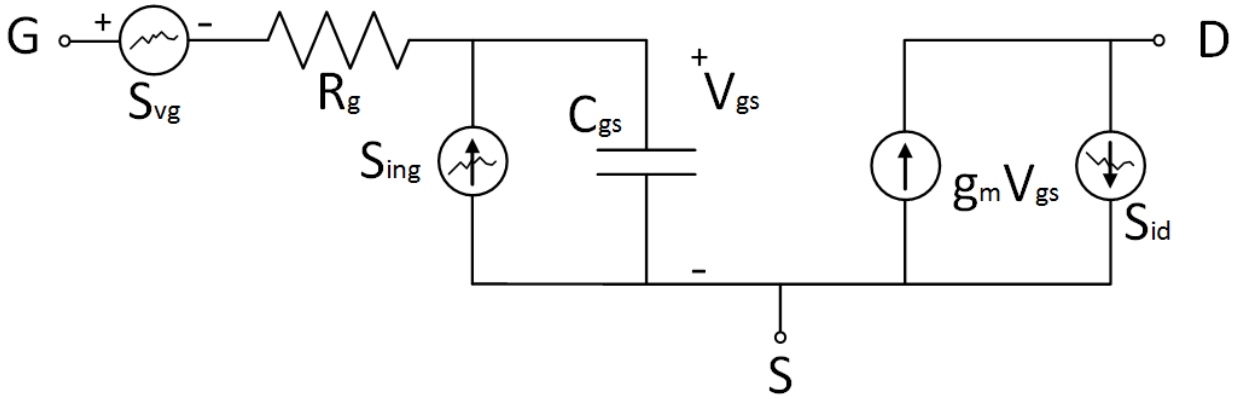 G + - D
Svg Rg + Vgs
Sing Cgs gmVgs Sid
-
S